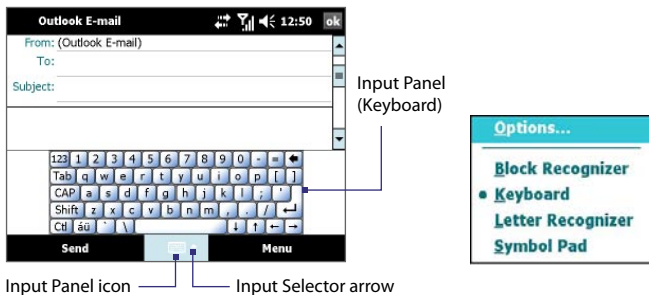 Outlook E-mail 12:50 ok
From: (Outlook E-mail)
To:
Subject:
Input Panel
(Keyboard)
123 1 2 3 4 5 6 7 8 9 0 - =
Tab q w e r t y u i o p [ ]
CAP a s d f g h j k l ; '
Shift z x c v b n m , . /
Ctl áü ` \
Send Menu
Input Panel icon Input Selector arrow
Options...
Block Recognizer
Keyboard
Letter Recognizer
Symbol Pad